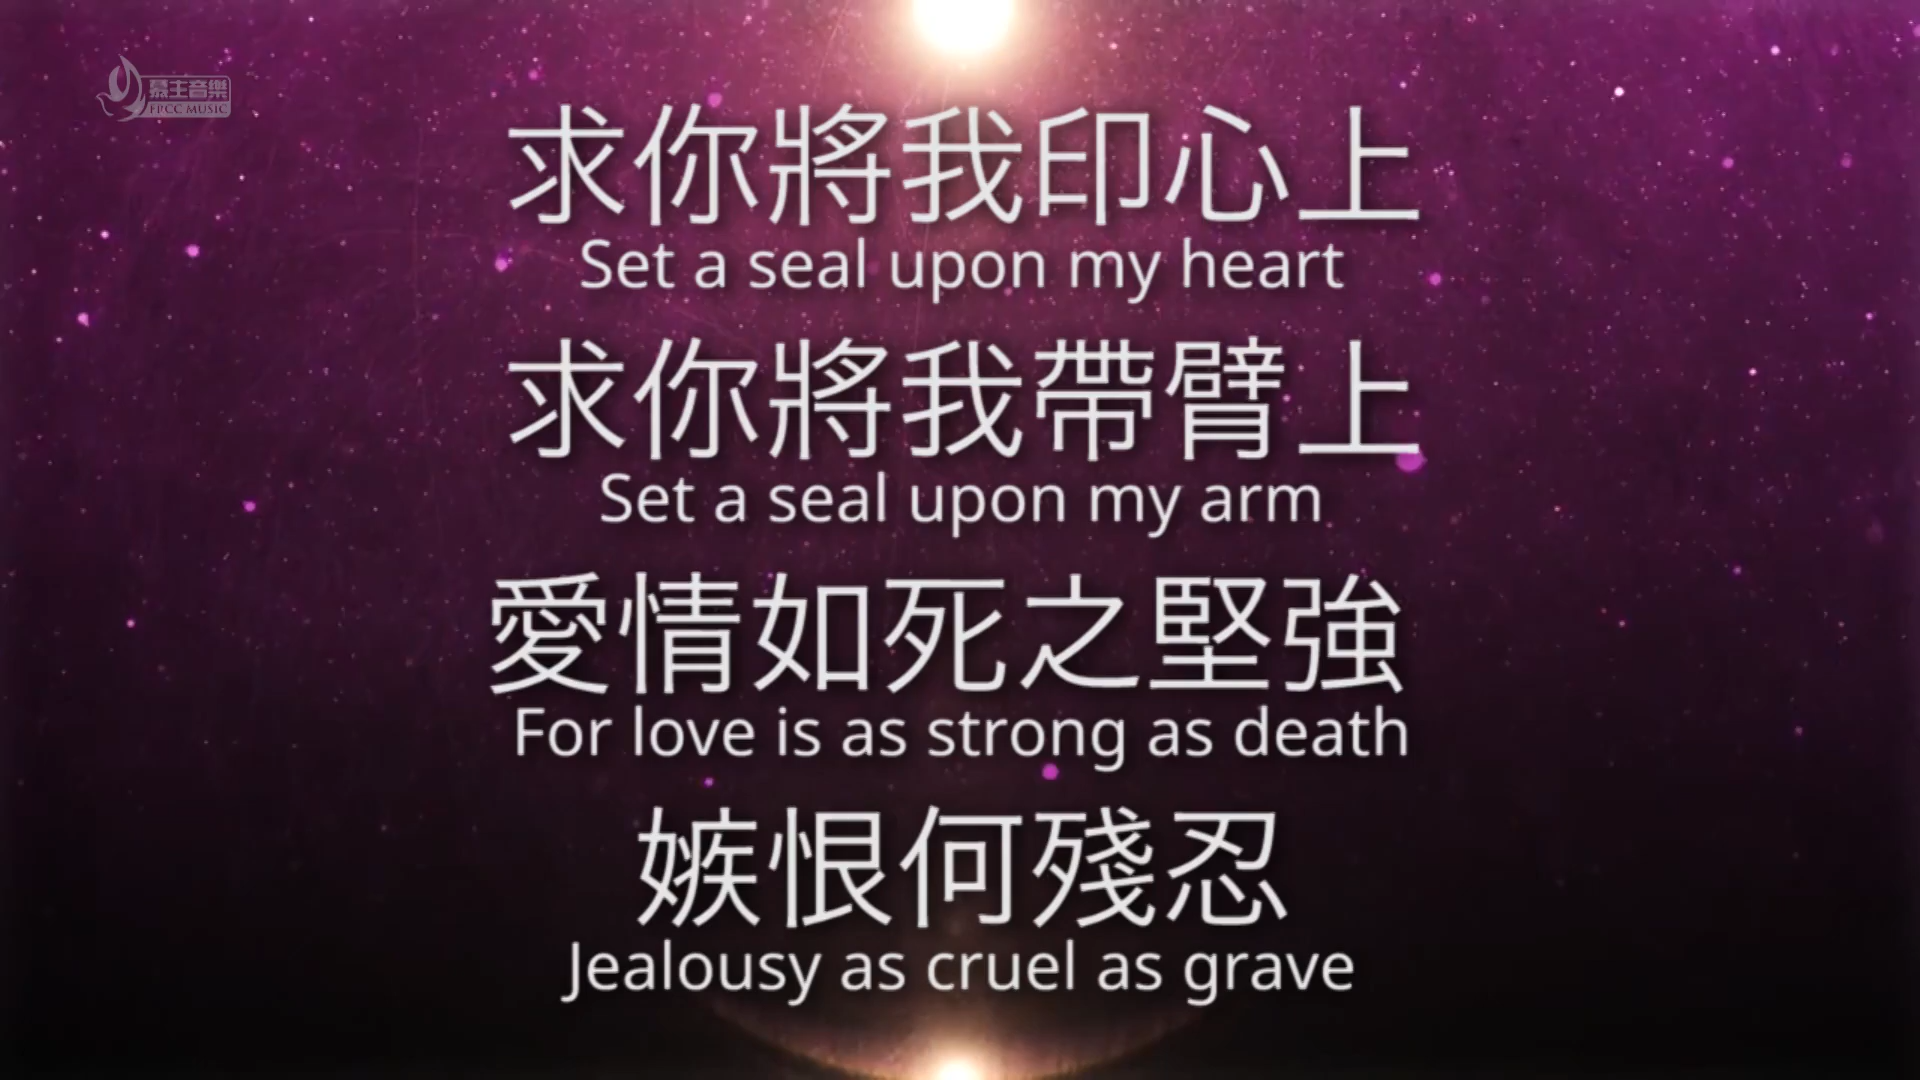 慕主音樂
FPCC MUSIC
求你將我印心上
Set a seal upon my heart
求你將我帶臂上
Set a seal upon my arm
愛情如死之堅強
For love is as strong as death
嫉恨何殘忍
Jealousy as cruel as grave